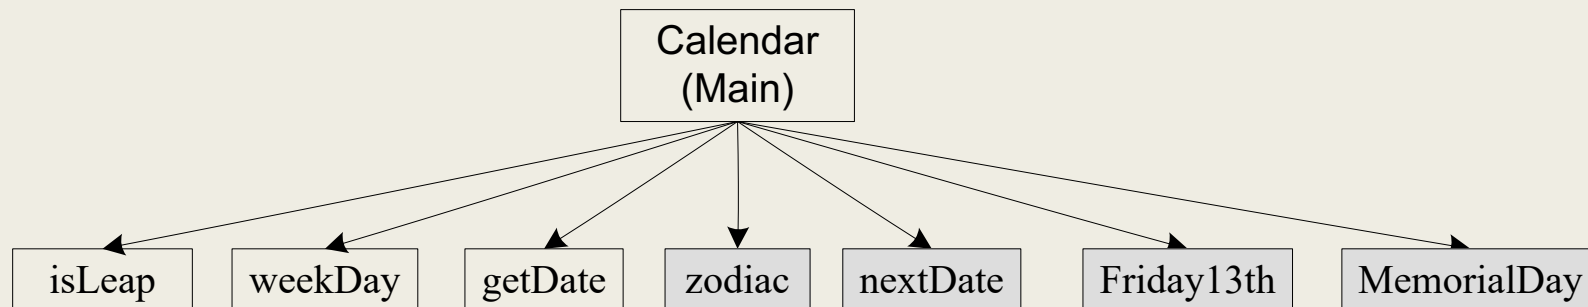 Calendar
(Main)
isLeap
weekDay
getDate
zodiac
nextDate
Friday13th
MemorialDay